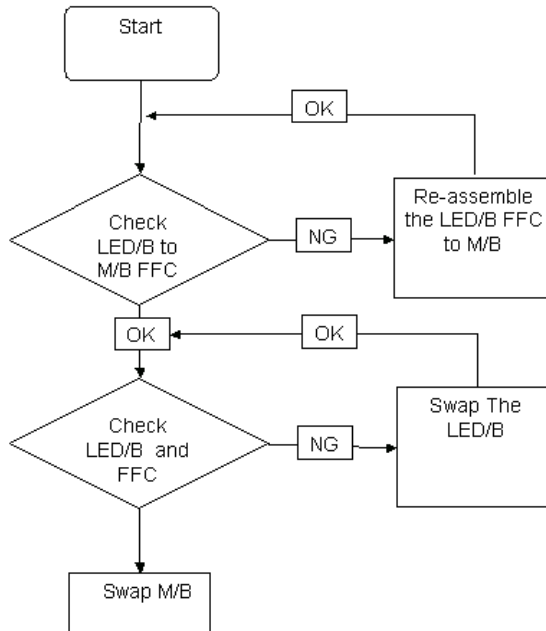 Start
OK
Check
LED/B to
M/B FFC
NG
Re-assemble
the LED/B FFC
to M/B
OK
OK
Check
LED/B and
FFC
NG
Swap The
LED/B
Swap M/B